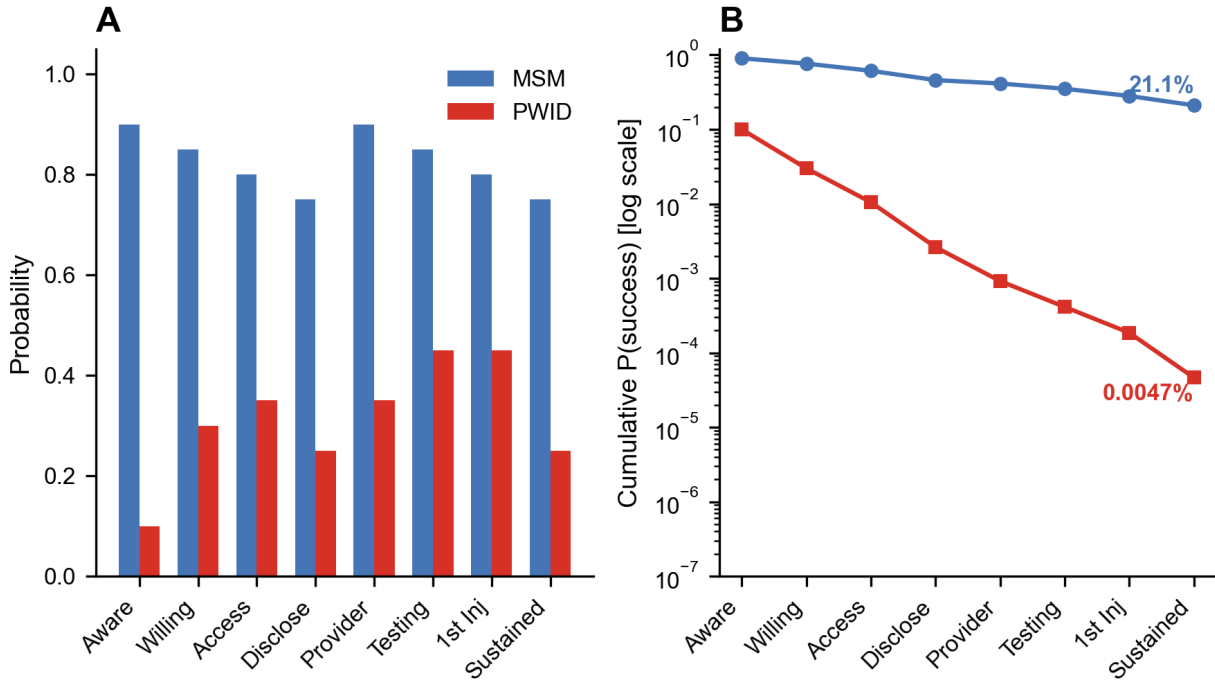 A
Probability
1.0
0.8
0.6
0.4
0.2
0.0
MSM
PWID
Aware
Willing
Access
Disclose
Provider
Testing
1st Inj
Sustained
B
Cumulative P(success) [log scale]
10⁰
10⁻¹
10⁻²
10⁻³
10⁻⁴
10⁻⁵
10⁻⁶
10⁻⁷
21.1%
0.0047%
Aware
Willing
Access
Disclose
Provider
Testing
1st Inj
Sustained